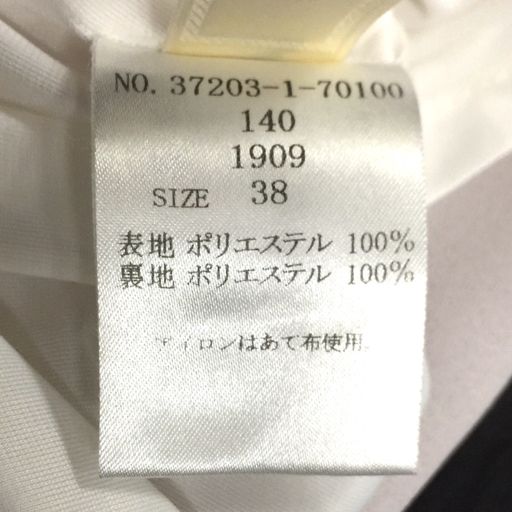 NO. 37203-1-70100
140
1909
SIZE 38
表地 ポリエステル 100%
裏地 ポリエステル 100%
アイロンはあて布使用